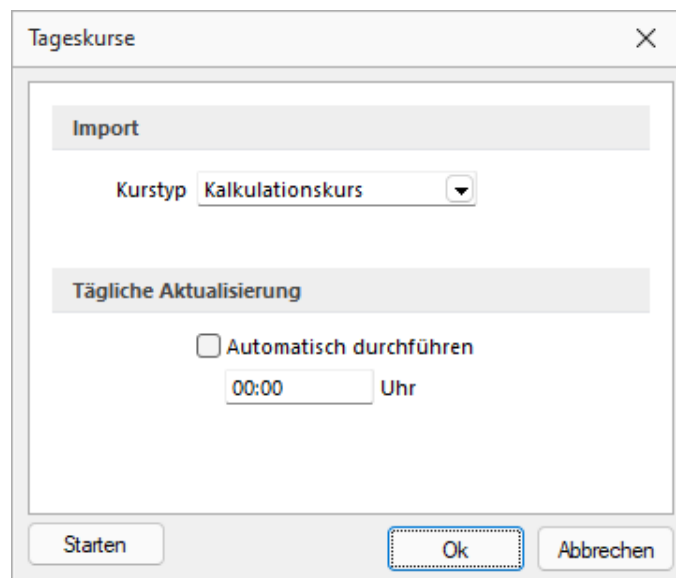 Tageskurse
Import
Kurstyp Kalkulationskurs
Tägliche Aktualisierung
Automatisch durchführen
00:00 Uhr
Starten Ok Abbrechen